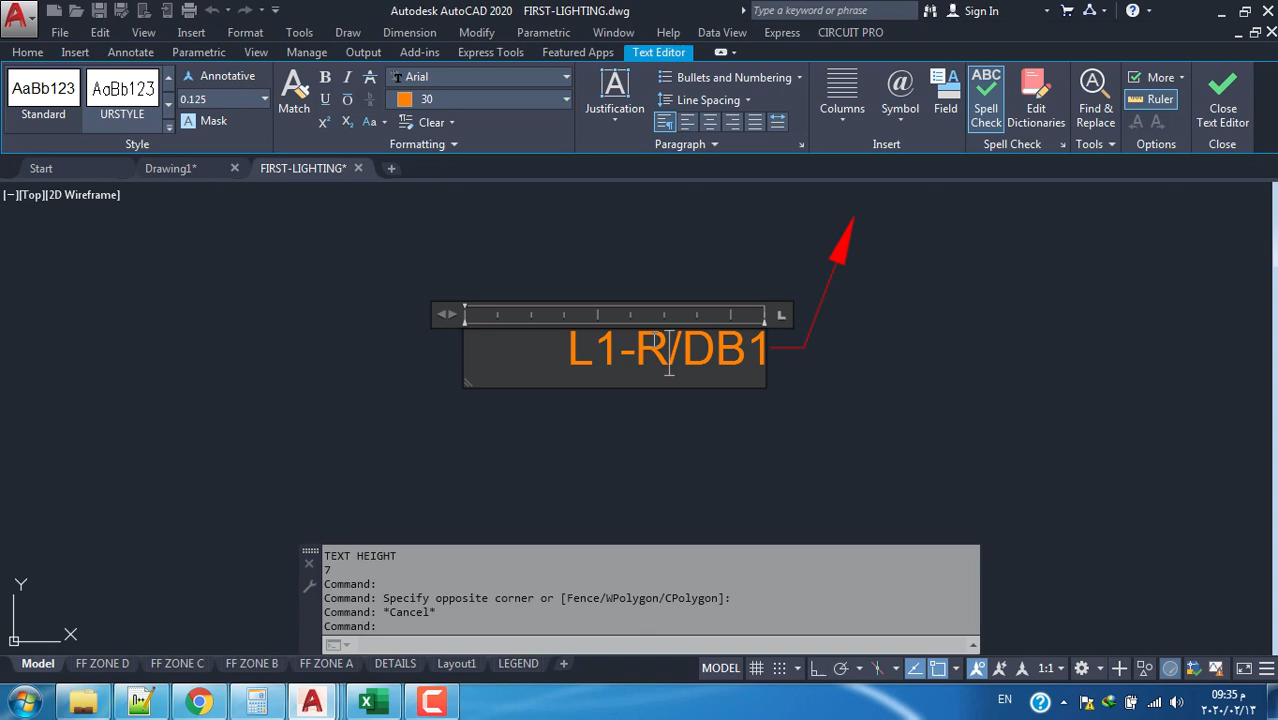 Autodesk AutoCAD 2020 FIRST-LIGHTING.dwg
Type a keyword or phrase
Sign In
File Edit View Insert Format Tools Draw Dimension Modify Parametric Window Help Data View Express CIRCUIT PRO
Home Insert Annotate Parametric View Manage Output Add-ins Express Tools Featured Apps Text Editor
AaBb123 Standard
AaBb123 URSTYLE
Annotative
0.125
Mask
Style
A Match
B I A Arial
U O 30
X² X₂ Aa Clear
Formatting
A Justification
Bullets and Numbering
Line Spacing
Paragraph
Columns
@ Symbol
A Field
Insert
ABC Spell Check
Edit Dictionaries
Spell Check
A Find & Replace
Tools
More
Ruler
Options
Close Text Editor
Close
Start Drawing1* FIRST-LIGHTING*
[−][Top][2D Wireframe]
L1-R/DB1
TEXT HEIGHT
7
Command:
Command: Specify opposite corner or [Fence/WPolygon/CPolygon]:
Command: *Cancel*
Command:
Y
X
Model FF ZONE D FF ZONE C FF ZONE B FF ZONE A DETAILS Layout1 LEGEND
MODEL 1:1
EN
09:35 م
٢٠٢٠/٠٢/١٣